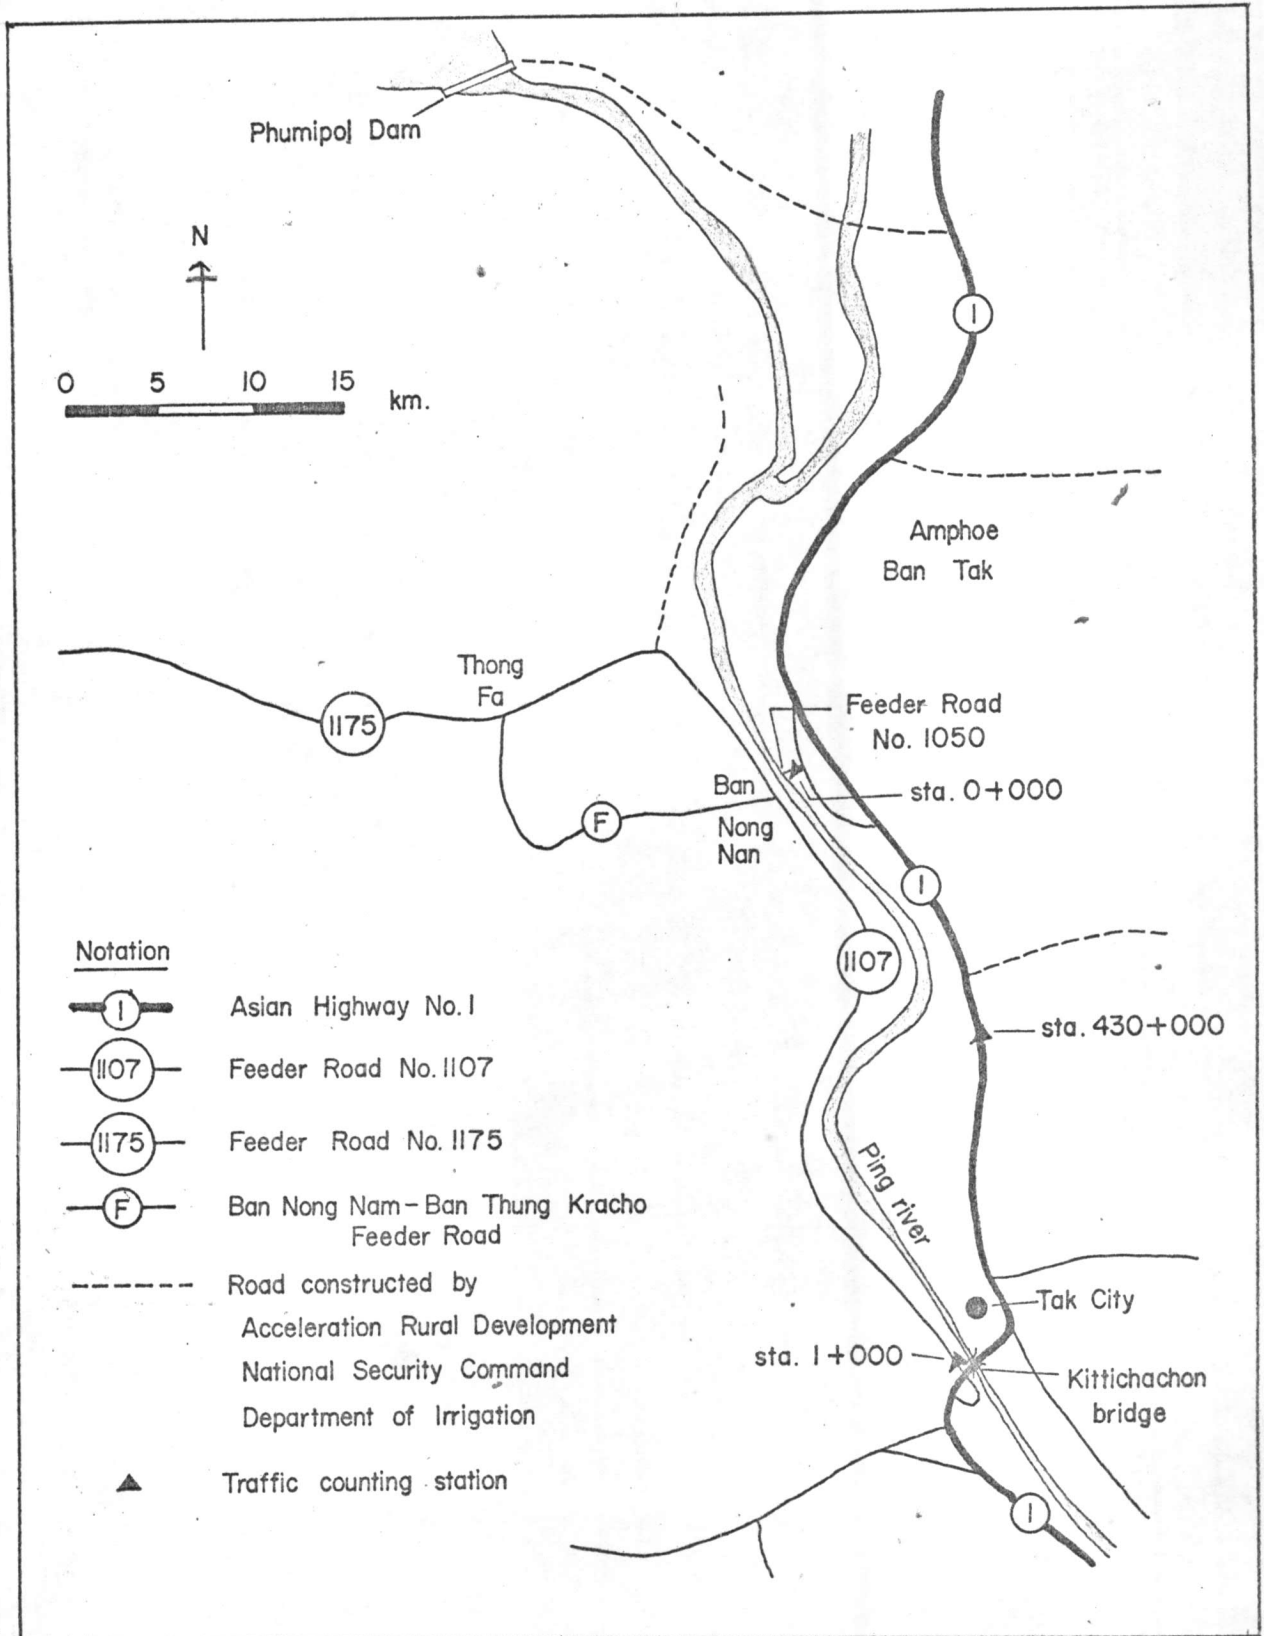 Phumipol Dam
N
0 5 10 15
km.
1
Amphoe
Ban Tak
Thong
Fa
1175
Feeder Road
No. 1050
sta. 0+000
Ban
Nong
Nan
F
1
1107
sta. 430+000
Ping river
Tak City
sta. 1+000
Kittichachon
bridge
1
Notation
1 Asian Highway No. 1
1107 Feeder Road No. 1107
1175 Feeder Road No. 1175
F Ban Nong Nam-Ban Thung Kracho
Feeder Road
Road constructed by
Acceleration Rural Development
National Security Command
Department of Irrigation
Traffic counting station